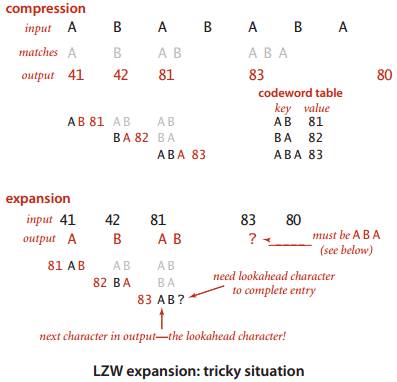 compression
input A B A B A B A
matches A B A B A B A
output 41 42 81 83 80
codeword table
key value
A B 81 A B A B A B 81
B A 82 B A B A 82
A B A 83 A B A 83
expansion
input 41 42 81 83 80
output A B A B ? must be A B A
(see below)
81 A B A B A B
82 B A B A need lookahead character
to complete entry
83 A B ?
next character in output—the lookahead character!
LZW expansion: tricky situation